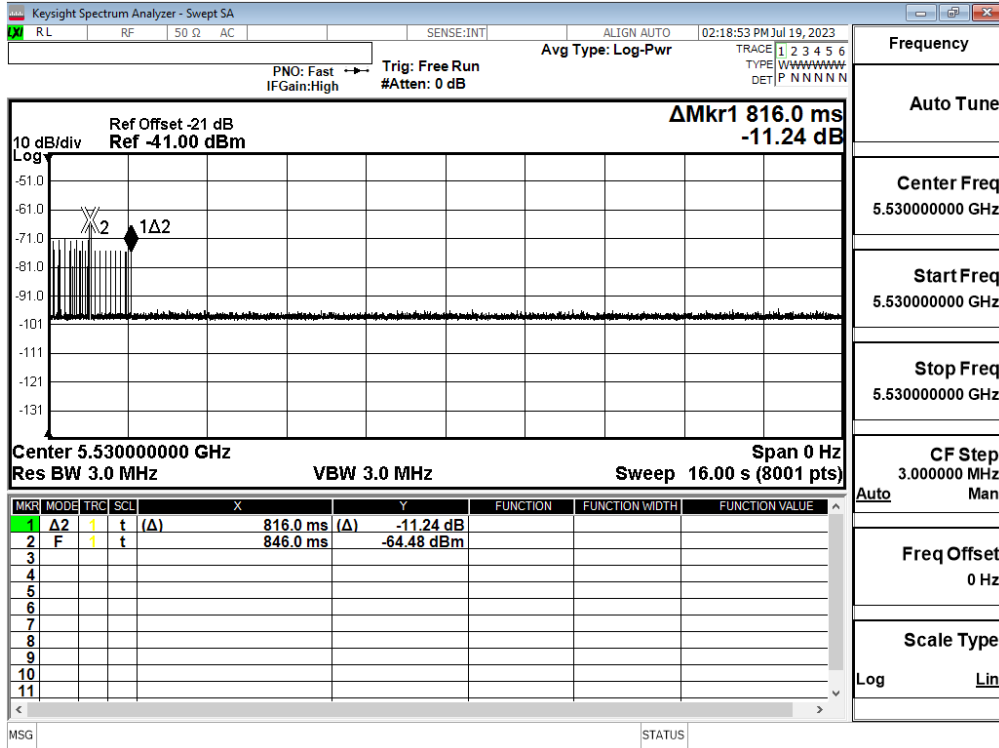 Keysight Spectrum Analyzer - Swept SA
LXI RL RF 50 Ω AC SENSE:INT ALIGN AUTO 02:18:53 PM Jul 19, 2023
Avg Type: Log-Pwr
TRACE 1 2 3 4 5 6
TYPE WWWWWW
DET P N N N N N
PNO: Fast
IFGain:High
Trig: Free Run
#Atten: 0 dB
ΔMkr1 816.0 ms
-11.24 dB
Ref Offset -21 dB
10 dB/div Ref -41.00 dBm
Log
-51.0
-61.0
-71.0
-81.0
-91.0
-101
-111
-121
-131
2
1Δ2
Center 5.530000000 GHz Span 0 Hz
Res BW 3.0 MHz VBW 3.0 MHz Sweep 16.00 s (8001 pts)
MKR MODE TRC SCL X Y FUNCTION FUNCTION WIDTH FUNCTION VALUE
1 Δ2 1 t (Δ) 816.0 ms (Δ) -11.24 dB
2 F 1 t 846.0 ms -64.48 dBm
3
4
5
6
7
8
9
10
11
MSG STATUS
Frequency
Auto Tune
Center Freq
5.530000000 GHz
Start Freq
5.530000000 GHz
Stop Freq
5.530000000 GHz
CF Step
3.000000 MHz
Auto Man
Freq Offset
0 Hz
Scale Type
Log Lin